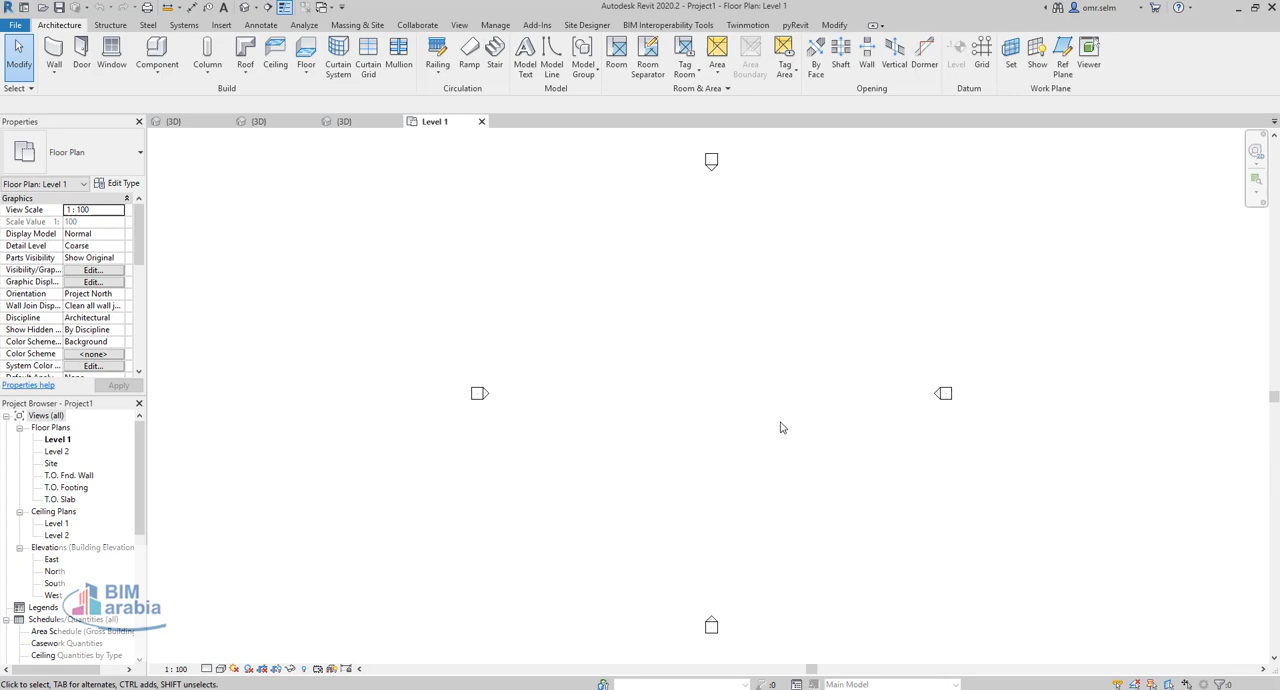 Autodesk Revit 2020.2 - Project1 - Floor Plan: Level 1
omr.selm
File Architecture Structure Steel Systems Insert Annotate Analyze Massing & Site Collaborate View Manage Add-Ins Site Designer BIM Interoperability Tools Twinmotion pyRevit Modify
Modify Wall Door Window Component Column Roof Ceiling Floor Curtain System Curtain Grid Mullion Railing Ramp Stair Model Text Model Line Model Group Room Room Separator Tag Room Area Area Boundary Tag Area By Face Shaft Wall Vertical Dormer Level Grid Set Show Ref Plane Viewer
Select Build Circulation Model Room & Area Opening Datum Work Plane
Properties
{3D} {3D} {3D} Level 1
Floor Plan
Floor Plan: Level 1 Edit Type
Graphics
View Scale 1 : 100
Scale Value 1: 100
Display Model Normal
Detail Level Coarse
Parts Visibility Show Original
Visibility/Grap... Edit...
Graphic Displ... Edit...
Orientation Project North
Wall Join Disp... Clean all wall j...
Discipline Architectural
Show Hidden ... By Discipline
Color Scheme... Background
Color Scheme <none>
System Color ... Edit...
Properties help Apply
Project Browser - Project1
Views (all)
Floor Plans
Level 1
Level 2
Site
T.O. Fnd. Wall
T.O. Footing
T.O. Slab
Ceiling Plans
Level 1
Level 2
Elevations (Building Elevation
East
North
South
West
BIM
arabia
Legends
Schedules/Quantities (all)
Area Schedule (Gross Building
Casework Quantities
Ceiling Quantities by Type
1 : 100
Click to select, TAB for alternates, CTRL adds, SHIFT unselects.
:0
Main Model
:0